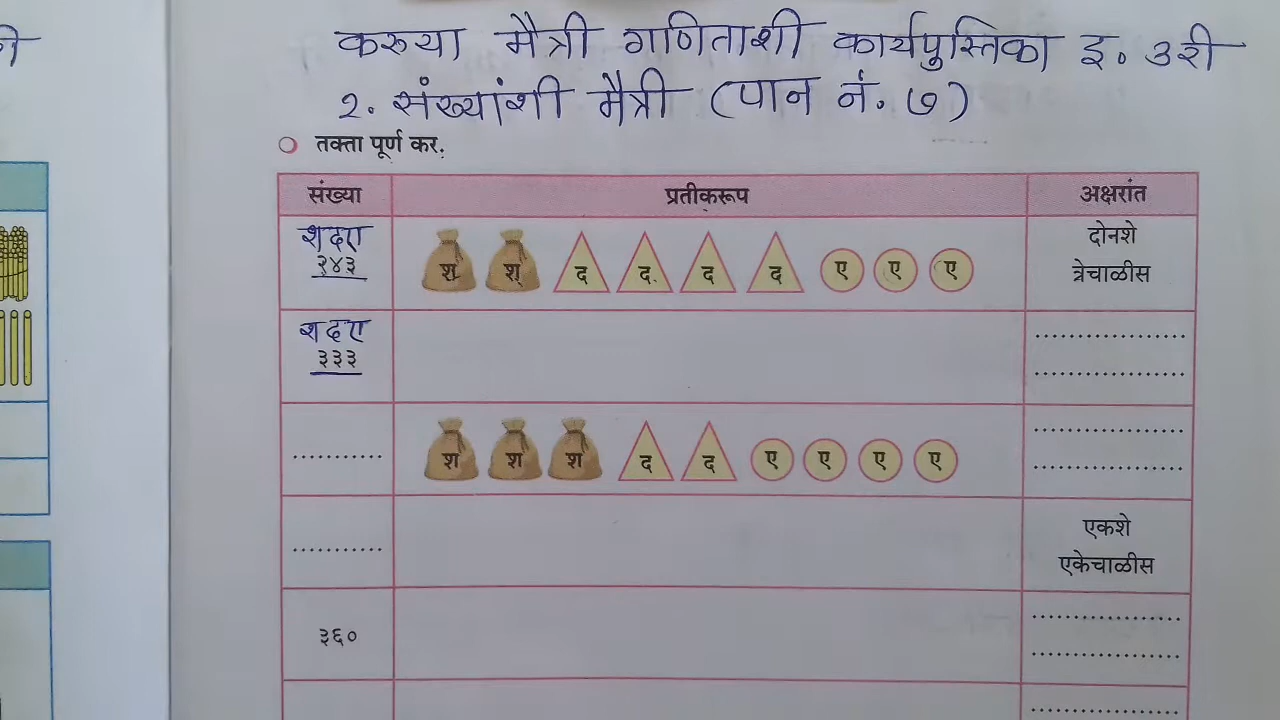 करुया मैत्री गणिताशी कार्यपुस्तिका इ. ३री
२. संख्यांशी मैत्री (पान नं. ७)
तक्ता पूर्ण कर.
संख्या प्रतीकरूप अक्षरांत
शदए
२४३
श श द द द द ए ए ए
दोनशे
त्रेचाळीस
शदए
३३३
....................
....................
............
श श श द द ए ए ए ए
....................
....................
............
एकशे
एकेचाळीस
३६०
....................
....................
....................